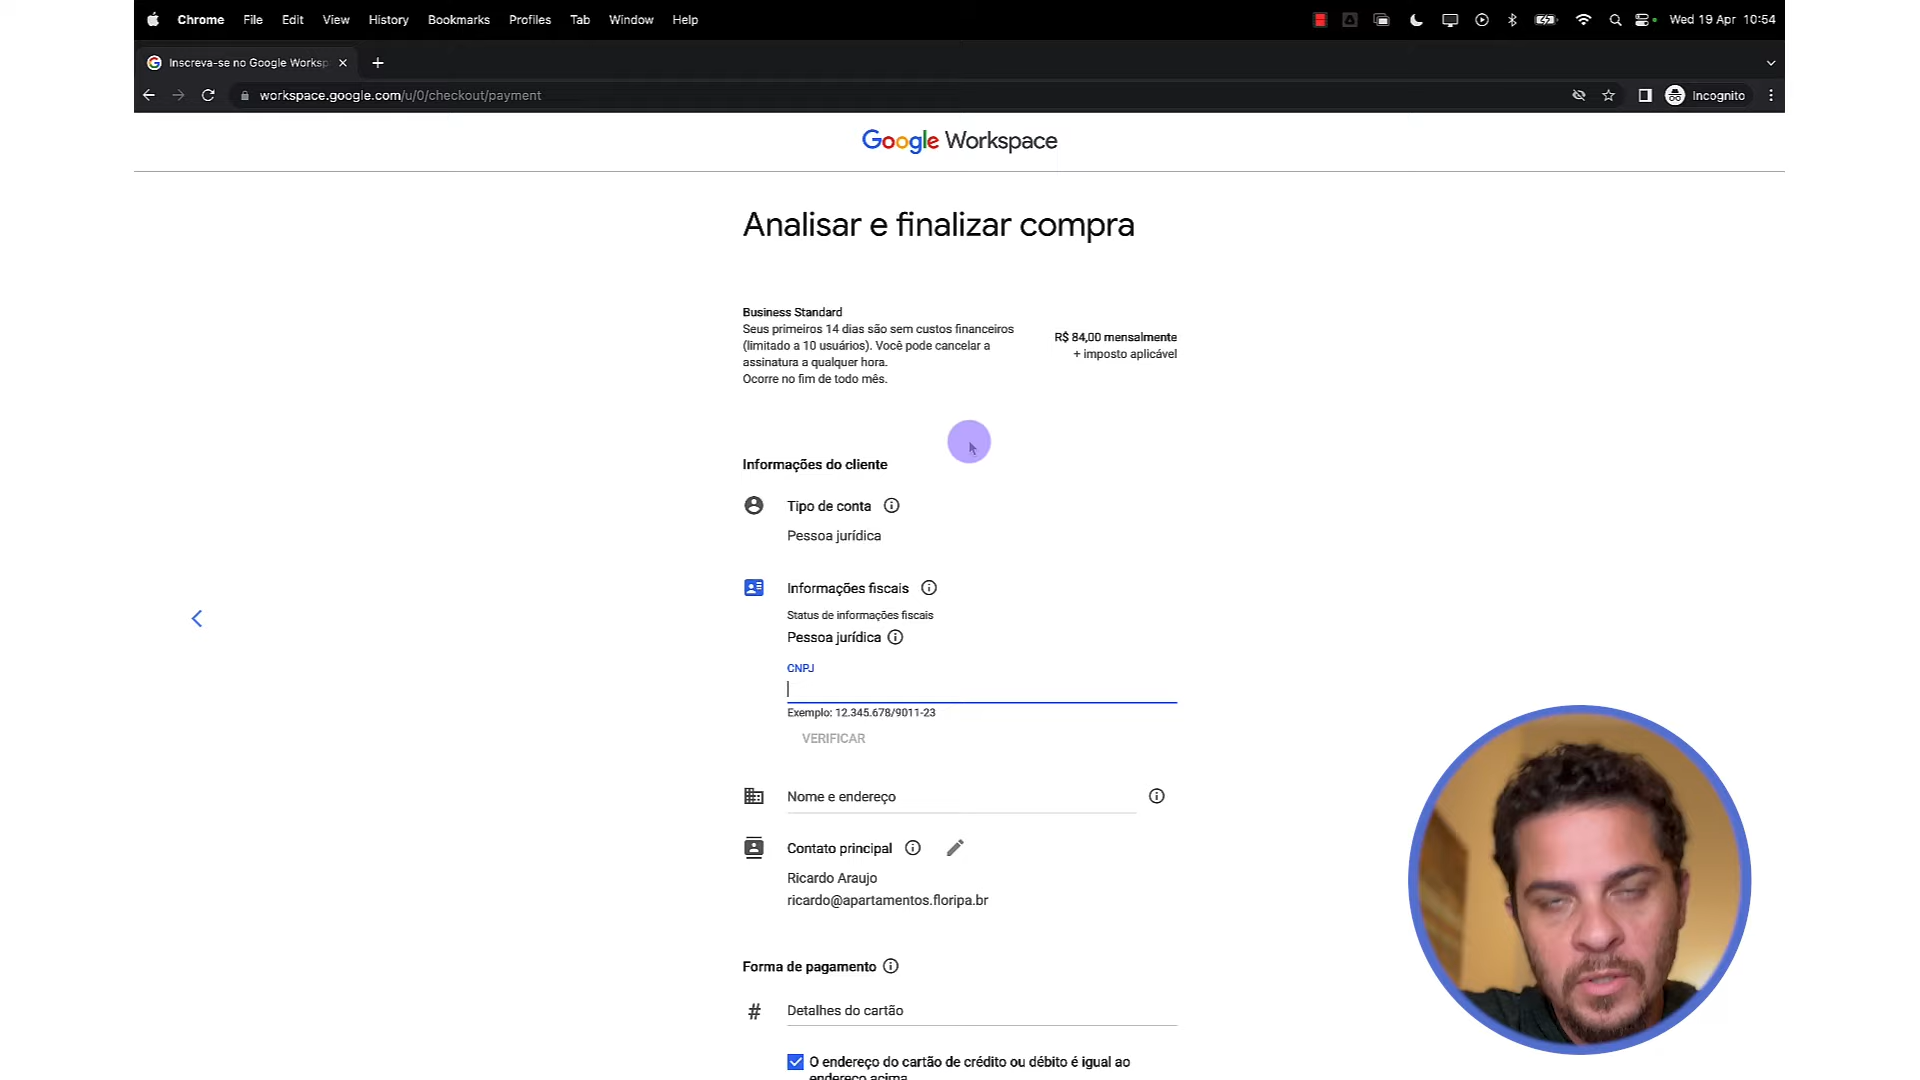 Chrome File Edit View History Bookmarks Profiles Tab Window Help Wed 19 Apr 10:54
Inscreva-se no Google Worksp
workspace.google.com/u/0/checkout/payment Incognito
Google Workspace
Analisar e finalizar compra
Business Standard
Seus primeiros 14 dias são sem custos financeiros
(limitado a 10 usuários). Você pode cancelar a
assinatura a qualquer hora.
Ocorre no fim de todo mês.
R$ 84,00 mensalmente
+ imposto aplicável
Informações do cliente
Tipo de conta
Pessoa jurídica
Informações fiscais
Status de informações fiscais
Pessoa jurídica
CNPJ
Exemplo: 12.345.678/9011-23
VERIFICAR
Nome e endereço
Contato principal
Ricardo Araujo
ricardo@apartamentos.floripa.br
Forma de pagamento
# Detalhes do cartão
O endereço do cartão de crédito ou débito é igual ao
endereço acima